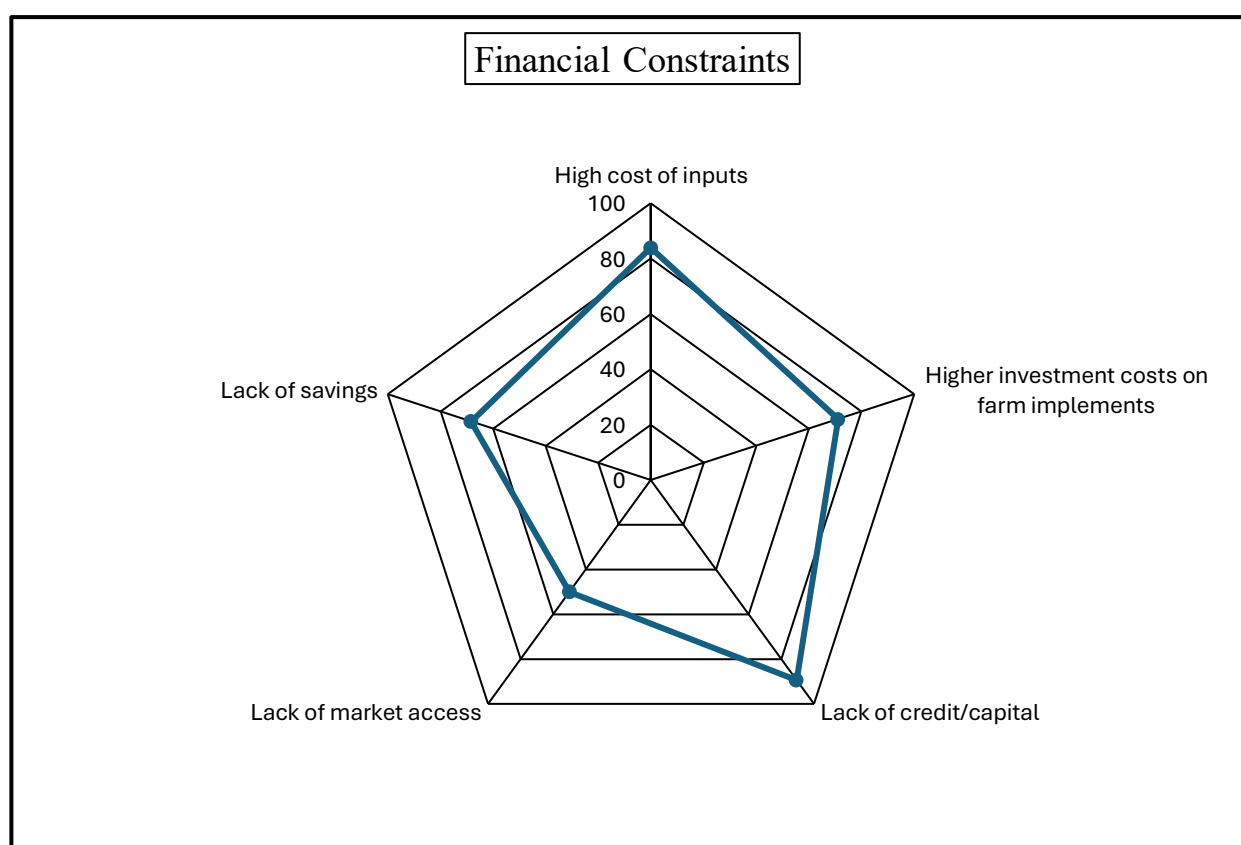 Financial Constraints
High cost of inputs
100
80
60
40
20
0
Higher investment costs on
farm implements
Lack of savings
Lack of market access
Lack of credit/capital